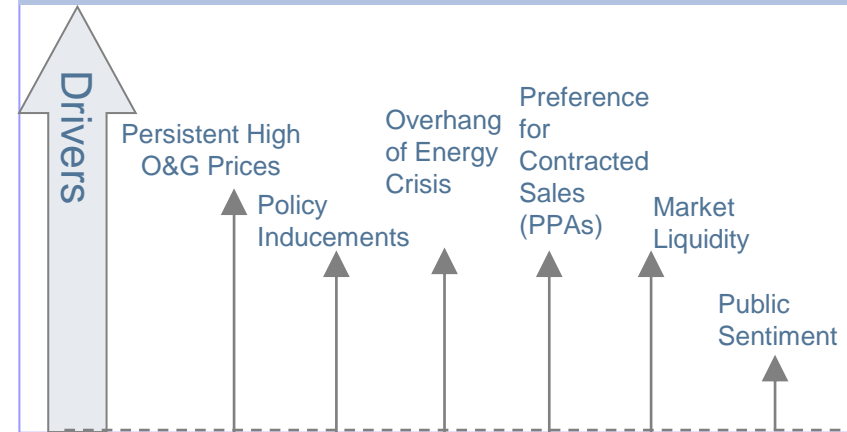 Drivers
Persistent High
O&G Prices
Policy
Inducements
Overhang
of Energy
Crisis
Preference
for
Contracted
Sales
(PPAs)
Market
Liquidity
Public
Sentiment